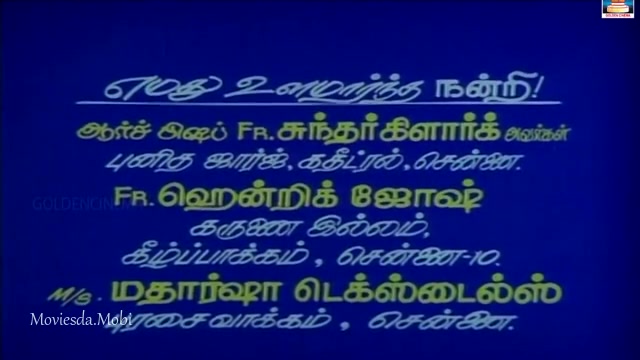 எமது உளமார்ந்த நன்றி!
ஆர்ச் பிஷப் FR. சுந்தர் கிளார்க் அவர்கள்
புனித ஜார்ஜ், கதீட்ரல், சென்னை.
FR. ஹென்றிக் ஜோஷ்
கருணை இல்லம்,
கீழ்ப்பாக்கம், சென்னை-10.
M/s. மதார்ஷா டெக்ஸ்டைல்ஸ்
புரசைவாக்கம், சென்னை.
GOLDENCINEMA
Moviesda.Mobi